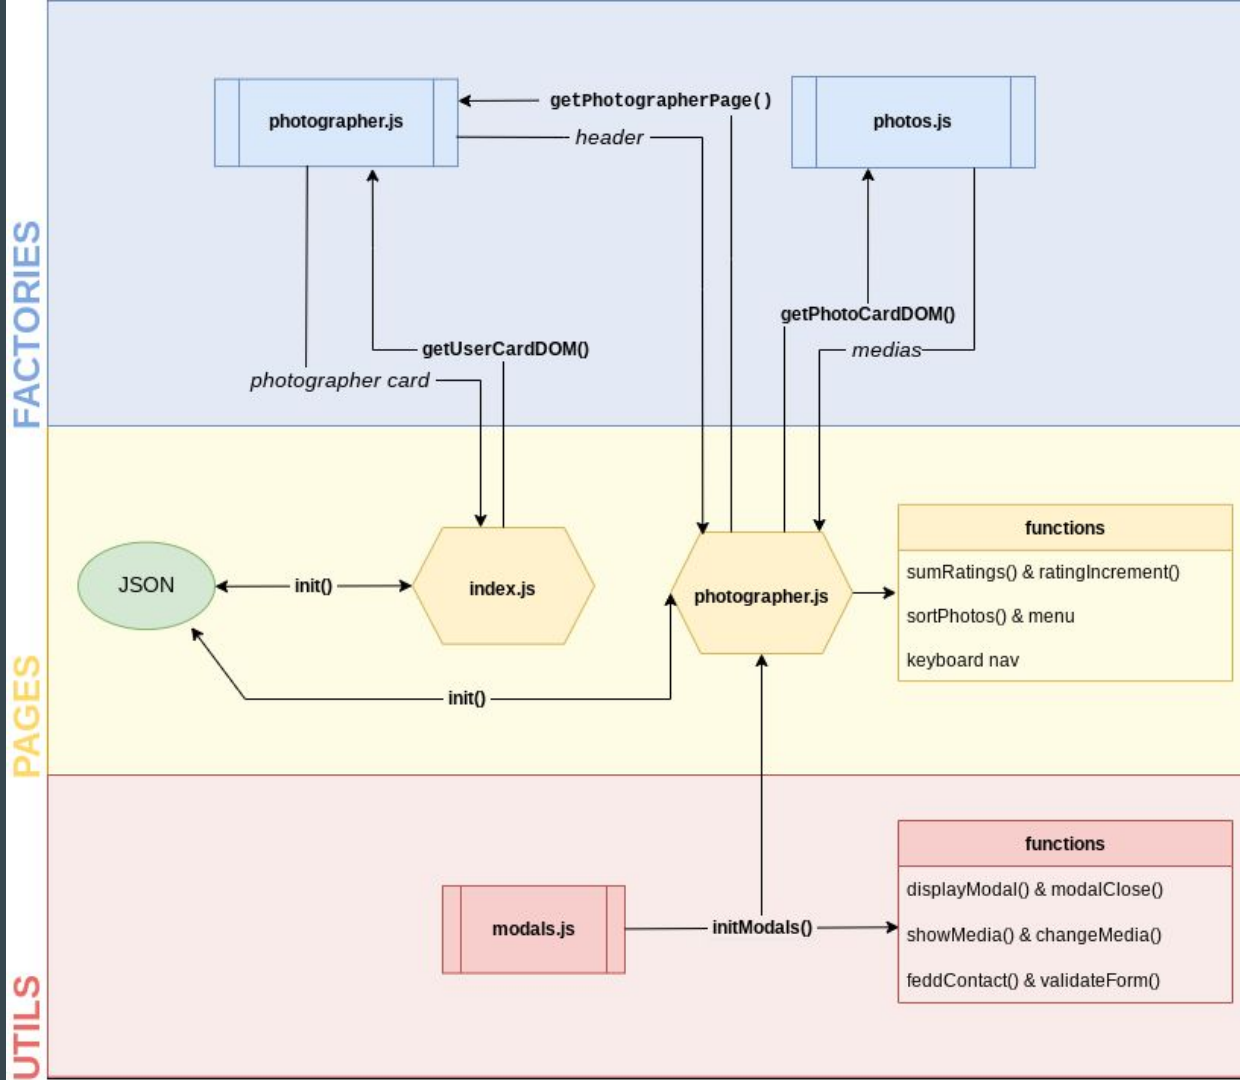 FACTORIES
photographer.js
getPhotographerPage()
header
photos.js
getPhotoCardDOM()
medias
getUserCardDOM()
photographer card
PAGES
JSON
init()
index.js
photographer.js
init()
functions
sumRatings() & ratingIncrement()
sortPhotos() & menu
keyboard nav
UTILS
modals.js
initModals()
functions
displayModal() & modalClose()
showMedia() & changeMedia()
feddContact() & validateForm()